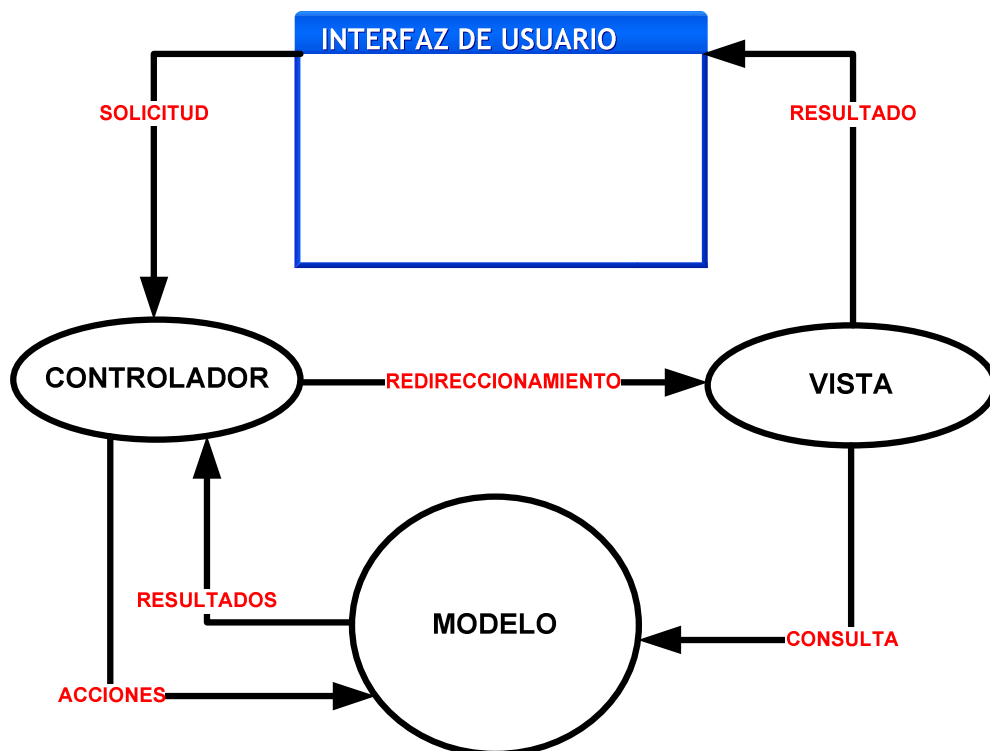 INTERFAZ DE USUARIO
SOLICITUD
RESULTADO
CONTROLADOR
REDIRECCIONAMIENTO
VISTA
RESULTADOS
MODELO
CONSULTA
ACCIONES